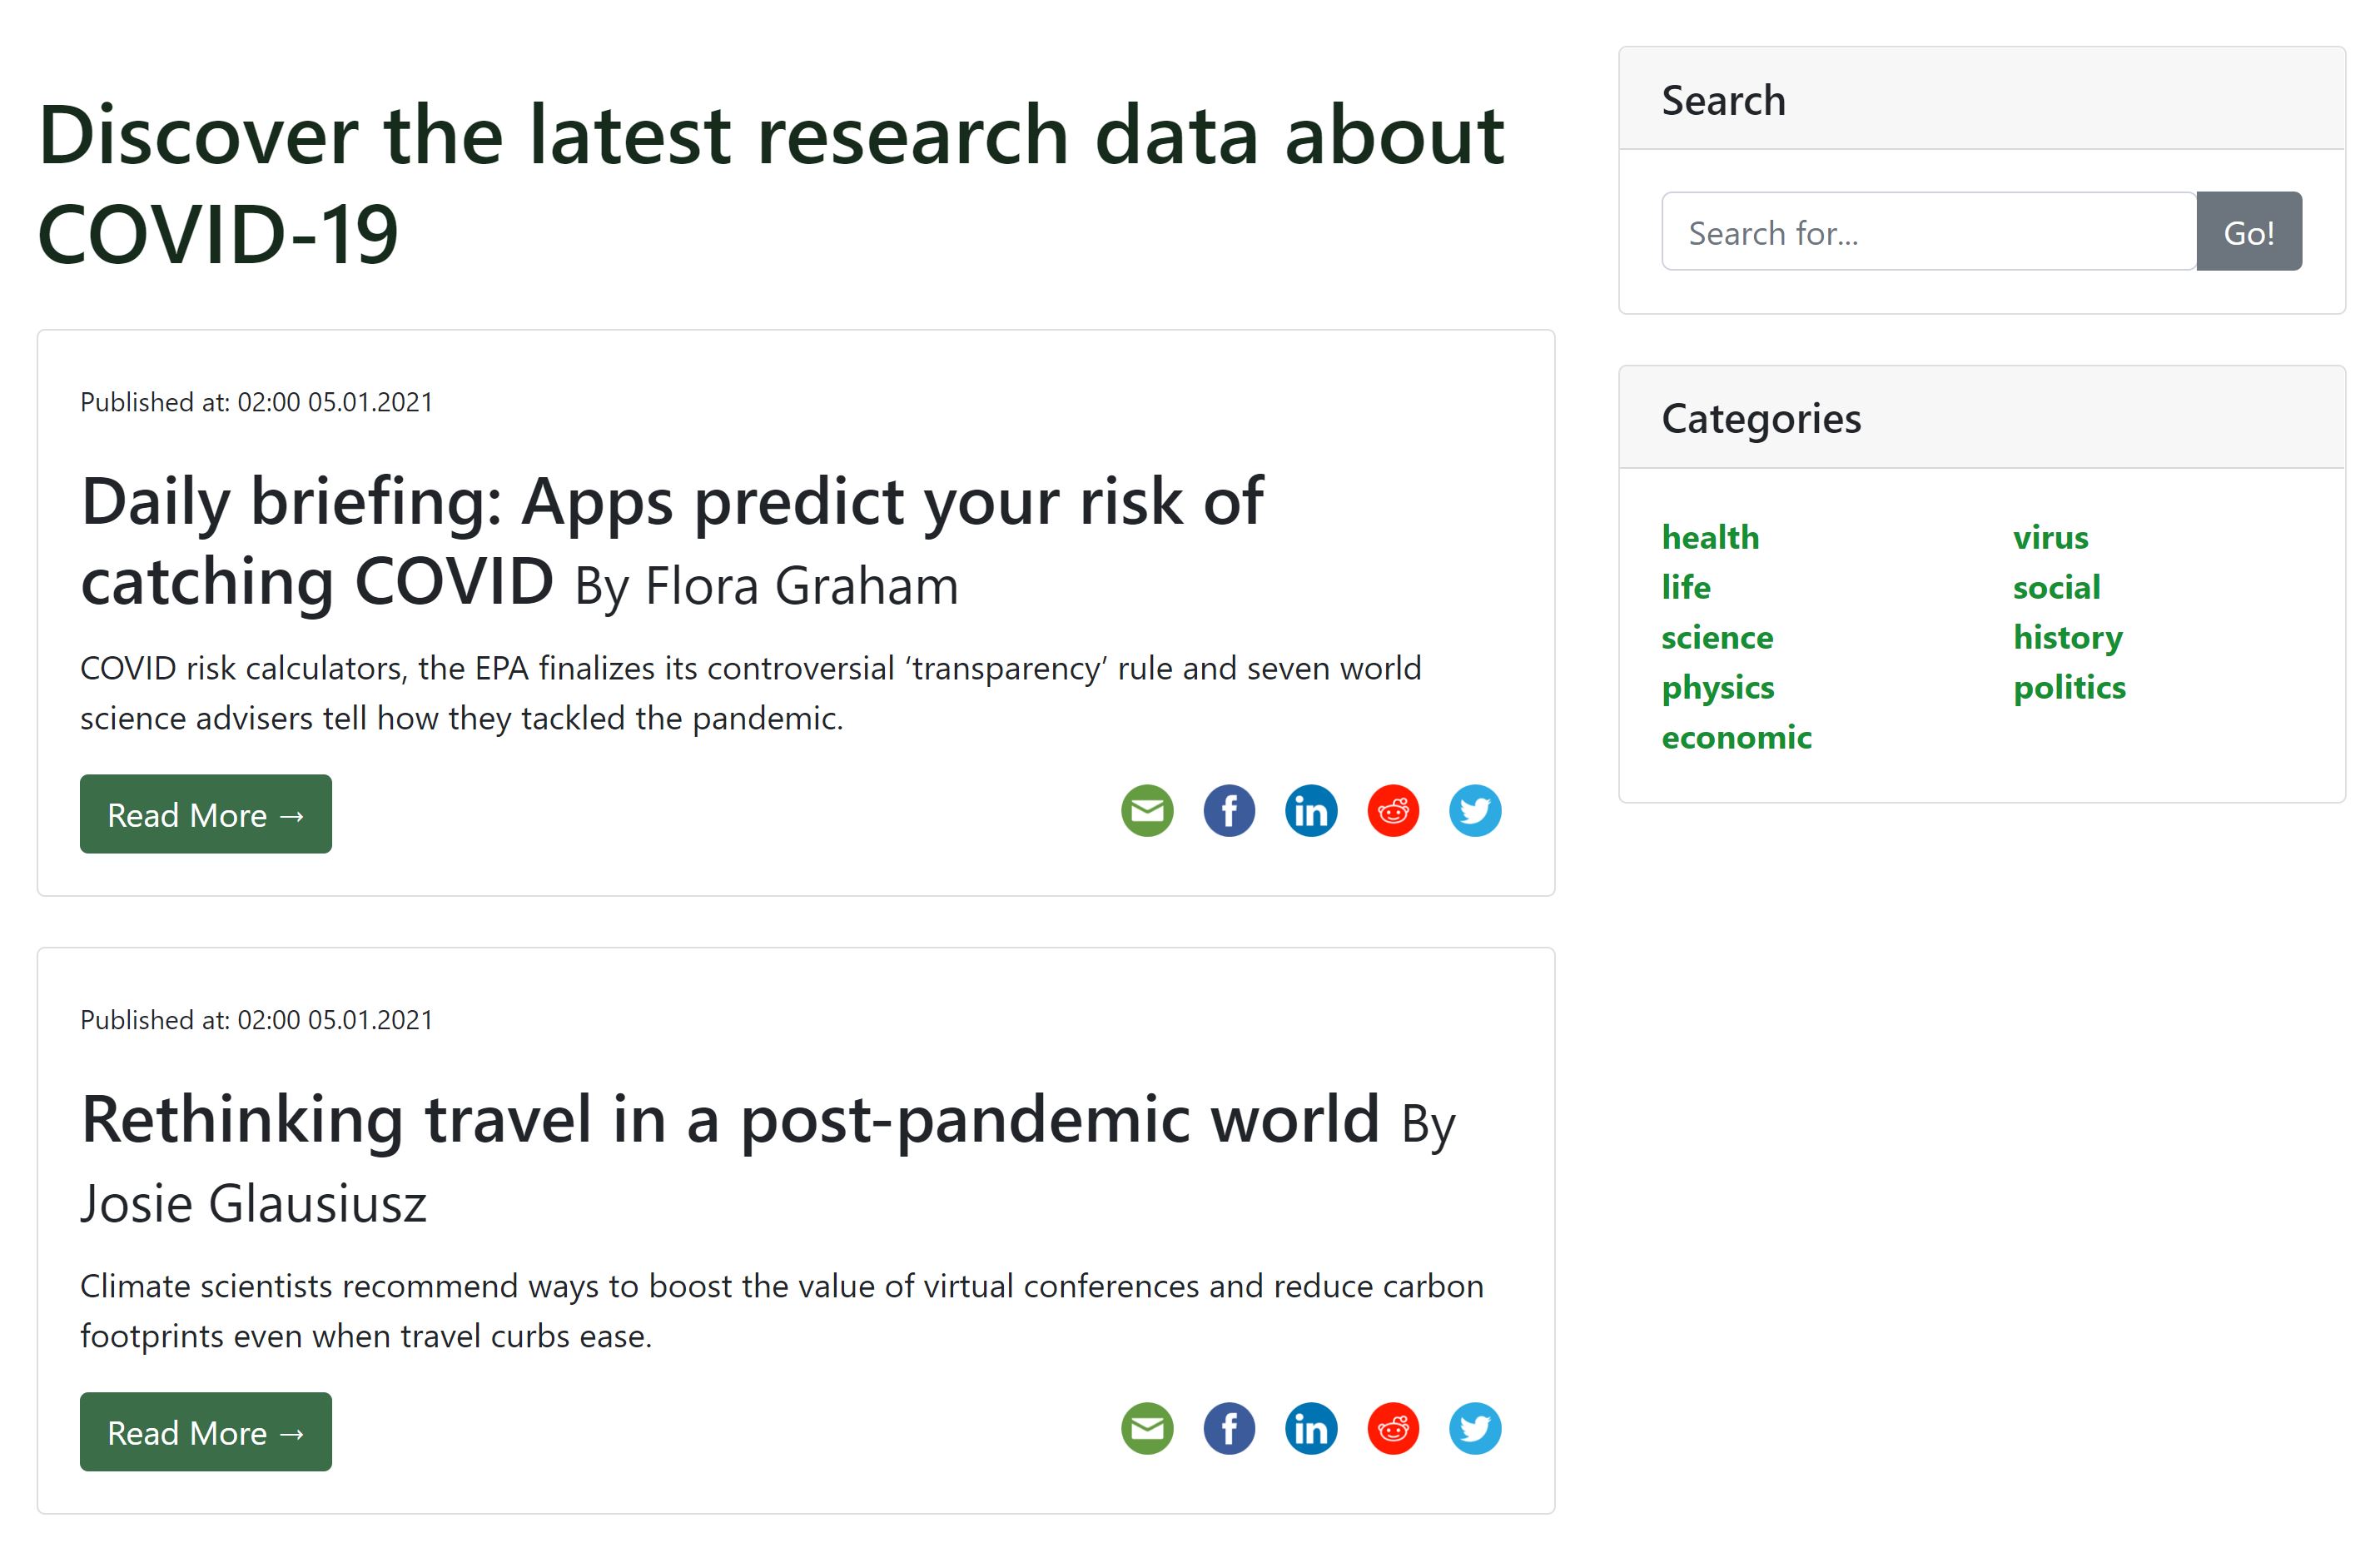 Discover the latest research data about
COVID-19
Published at: 02:00 05.01.2021
Daily briefing: Apps predict your risk of
catching COVID By Flora Graham
COVID risk calculators, the EPA finalizes its controversial ‘transparency’ rule and seven world
science advisers tell how they tackled the pandemic.
Read More →
Published at: 02:00 05.01.2021
Rethinking travel in a post-pandemic world By
Josie Glausiusz
Climate scientists recommend ways to boost the value of virtual conferences and reduce carbon
footprints even when travel curbs ease.
Read More →
Search
Search for...
Go!
Categories
health
life
science
physics
economic
virus
social
history
politics